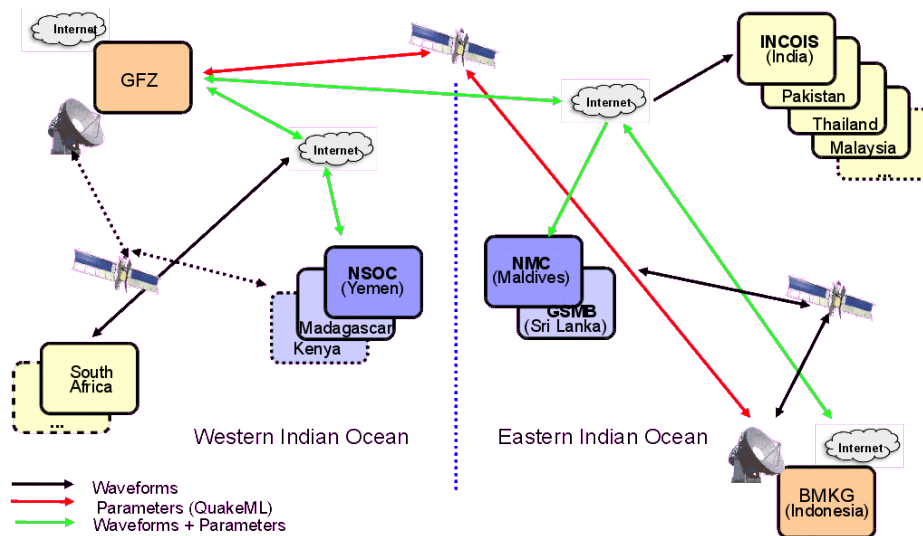 Internet
GFZ
Internet
Internet
INCOIS
(India)
Pakistan
Thailand
Malaysia
...
NSOC
(Yemen)
Madagascar
Kenya
NMC
(Maldives)
GSMB
(Sri Lanka)
South
Africa
...
Western Indian Ocean
Eastern Indian Ocean
Internet
BMKG
(Indonesia)
Waveforms
Parameters (QuakeML)
Waveforms + Parameters